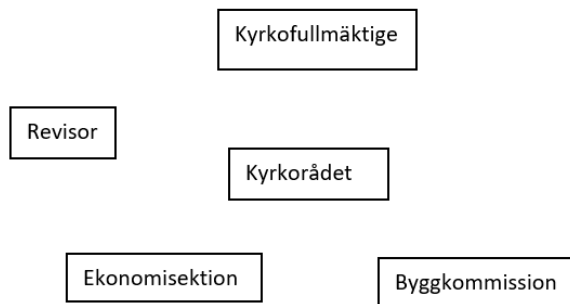 Kyrkofullmäktige
Revisor
Kyrkorådet
Ekonomisektion
Byggkommission